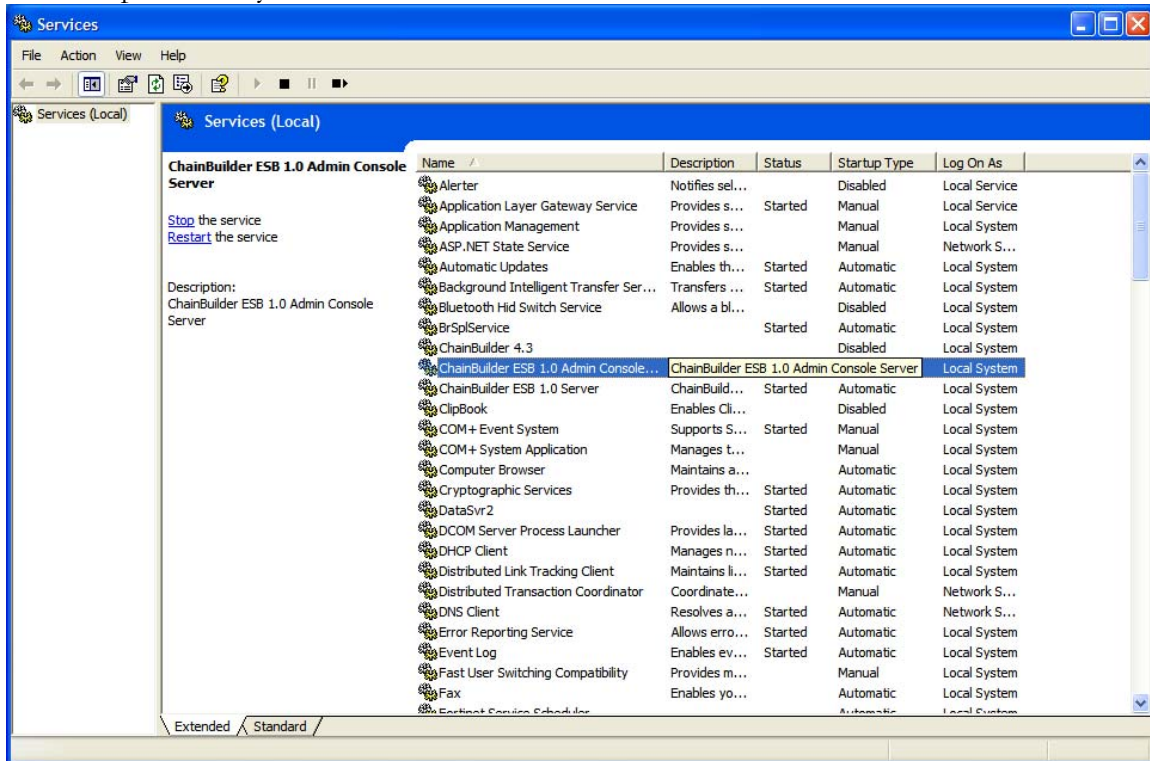 Services
File Action View Help
Services (Local)
Services (Local)
ChainBuilder ESB 1.0 Admin Console
Server
Stop the service
Restart the service
Description:
ChainBuilder ESB 1.0 Admin Console
Server
Name Description Status Startup Type Log On As
Alerter Notifies sel... Disabled Local Service
Application Layer Gateway Service Provides s... Started Manual Local Service
Application Management Provides s... Manual Local System
ASP.NET State Service Provides s... Manual Network S...
Automatic Updates Enables th... Started Automatic Local System
Background Intelligent Transfer Ser... Transfers ... Started Automatic Local System
Bluetooth Hid Switch Service Allows a bl... Disabled Local System
BrSplService Started Automatic Local System
ChainBuilder 4.3 Disabled Local System
ChainBuilder ESB 1.0 Admin Console... ChainBuilder ESB 1.0 Admin Console Server Local System
ChainBuilder ESB 1.0 Server ChainBuild... Started Automatic Local System
ClipBook Enables Cli... Disabled Local System
COM+ Event System Supports S... Started Manual Local System
COM+ System Application Manages t... Manual Local System
Computer Browser Maintains a... Automatic Local System
Cryptographic Services Provides th... Started Automatic Local System
DataSvr2 Started Automatic Local System
DCOM Server Process Launcher Provides la... Started Automatic Local System
DHCP Client Manages n... Started Automatic Local System
Distributed Link Tracking Client Maintains li... Started Automatic Local System
Distributed Transaction Coordinator Coordinate... Manual Network S...
DNS Client Resolves a... Started Automatic Network S...
Error Reporting Service Allows erro... Started Automatic Local System
Event Log Enables ev... Started Automatic Local System
Fast User Switching Compatibility Provides m... Manual Local System
Fax Enables yo... Automatic Local System
Fortinet Service Scheduler Automatic Local System
Extended Standard